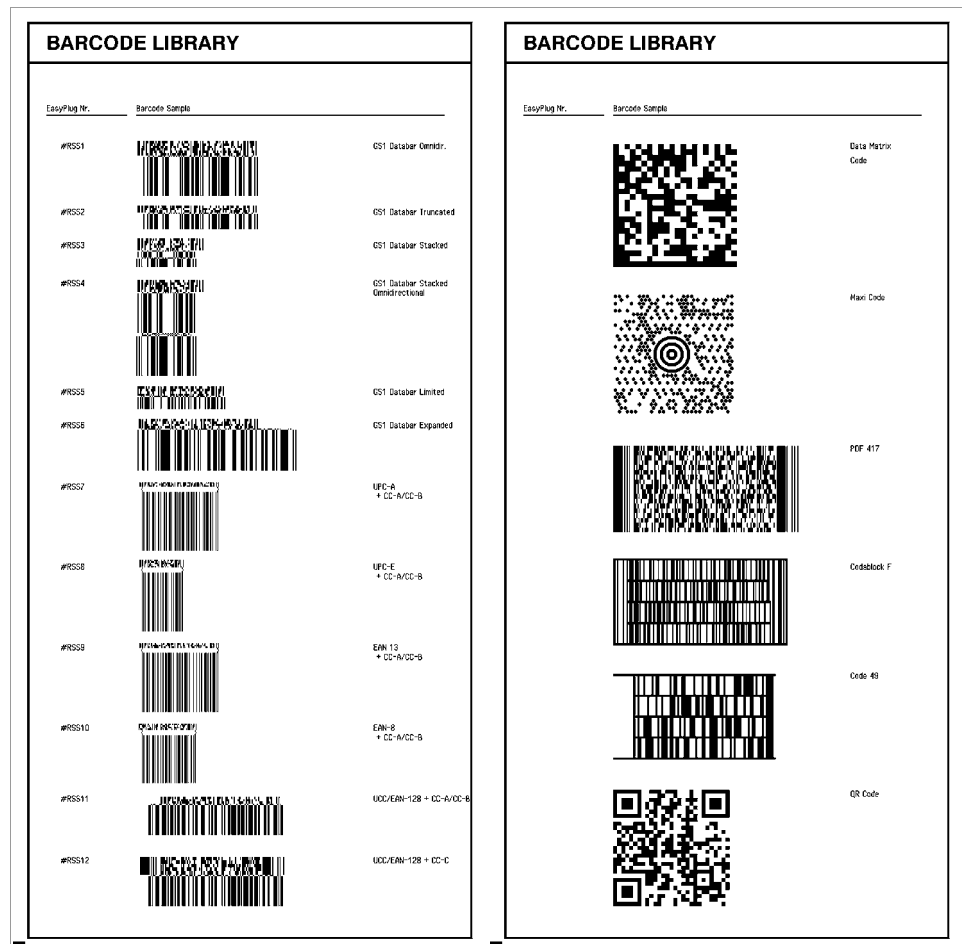 BARCODE LIBRARY
EasyPlug Nr. Barcode Sample
#RSS1 GS1 Databar Omnidir.
#RSS2 GS1 Databar Truncated
#RSS3 GS1 Databar Stacked
#RSS4 GS1 Databar Stacked
Omnidirectional
#RSS5 GS1 Databar Limited
#RSS6 GS1 Databar Expanded
#RSS7 UPC-A
+ CC-A/CC-B
#RSS8 UPC-E
+ CC-A/CC-B
#RSS9 EAN 13
+ CC-A/CC-B
#RSS10 EAN-8
+ CC-A/CC-B
#RSS11 UCC/EAN-128 + CC-A/CC-B
#RSS12 UCC/EAN-128 + CC-C
BARCODE LIBRARY
EasyPlug Nr. Barcode Sample
Data Matrix
Code
Maxi Code
PDF 417
Codablock F
Code 49
QR Code